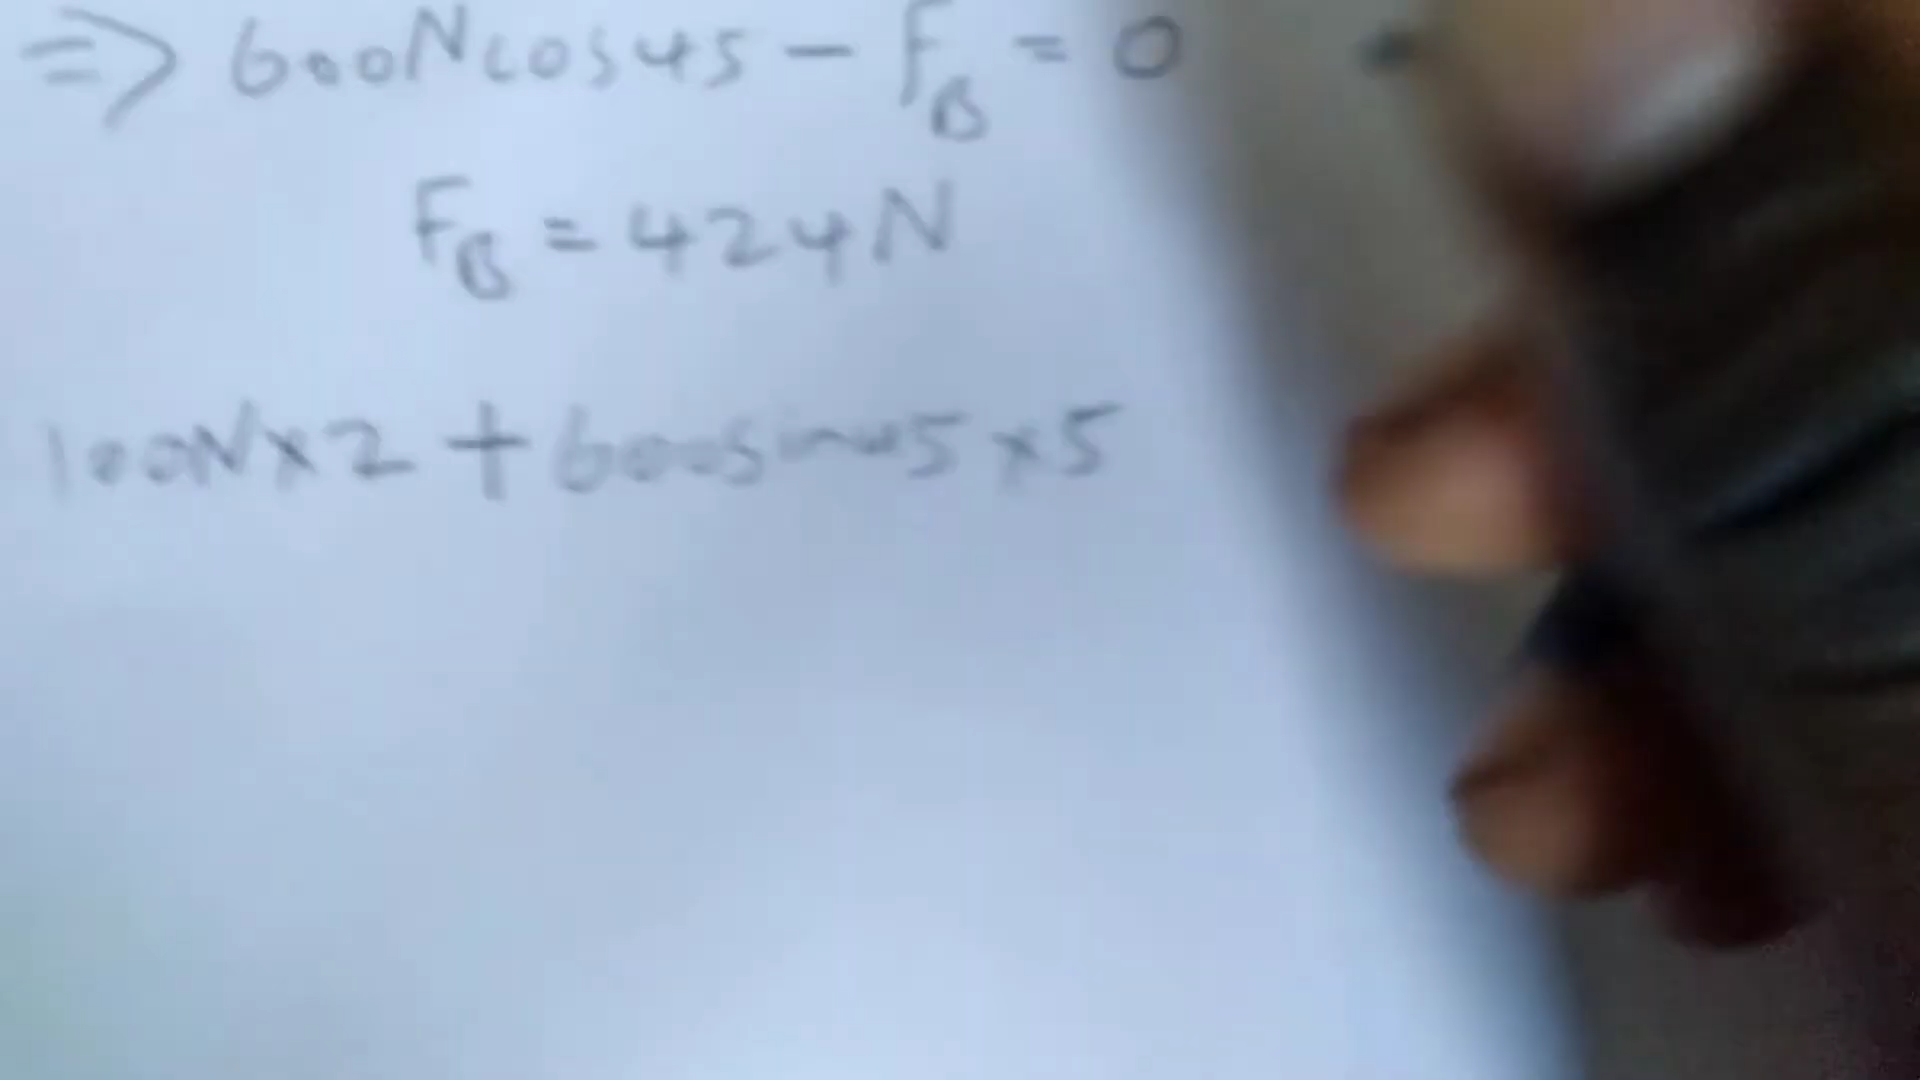 ⇒ 600Ncos45 - F_B = 0
F_B = 424N
100N×2 + 600sin45×5